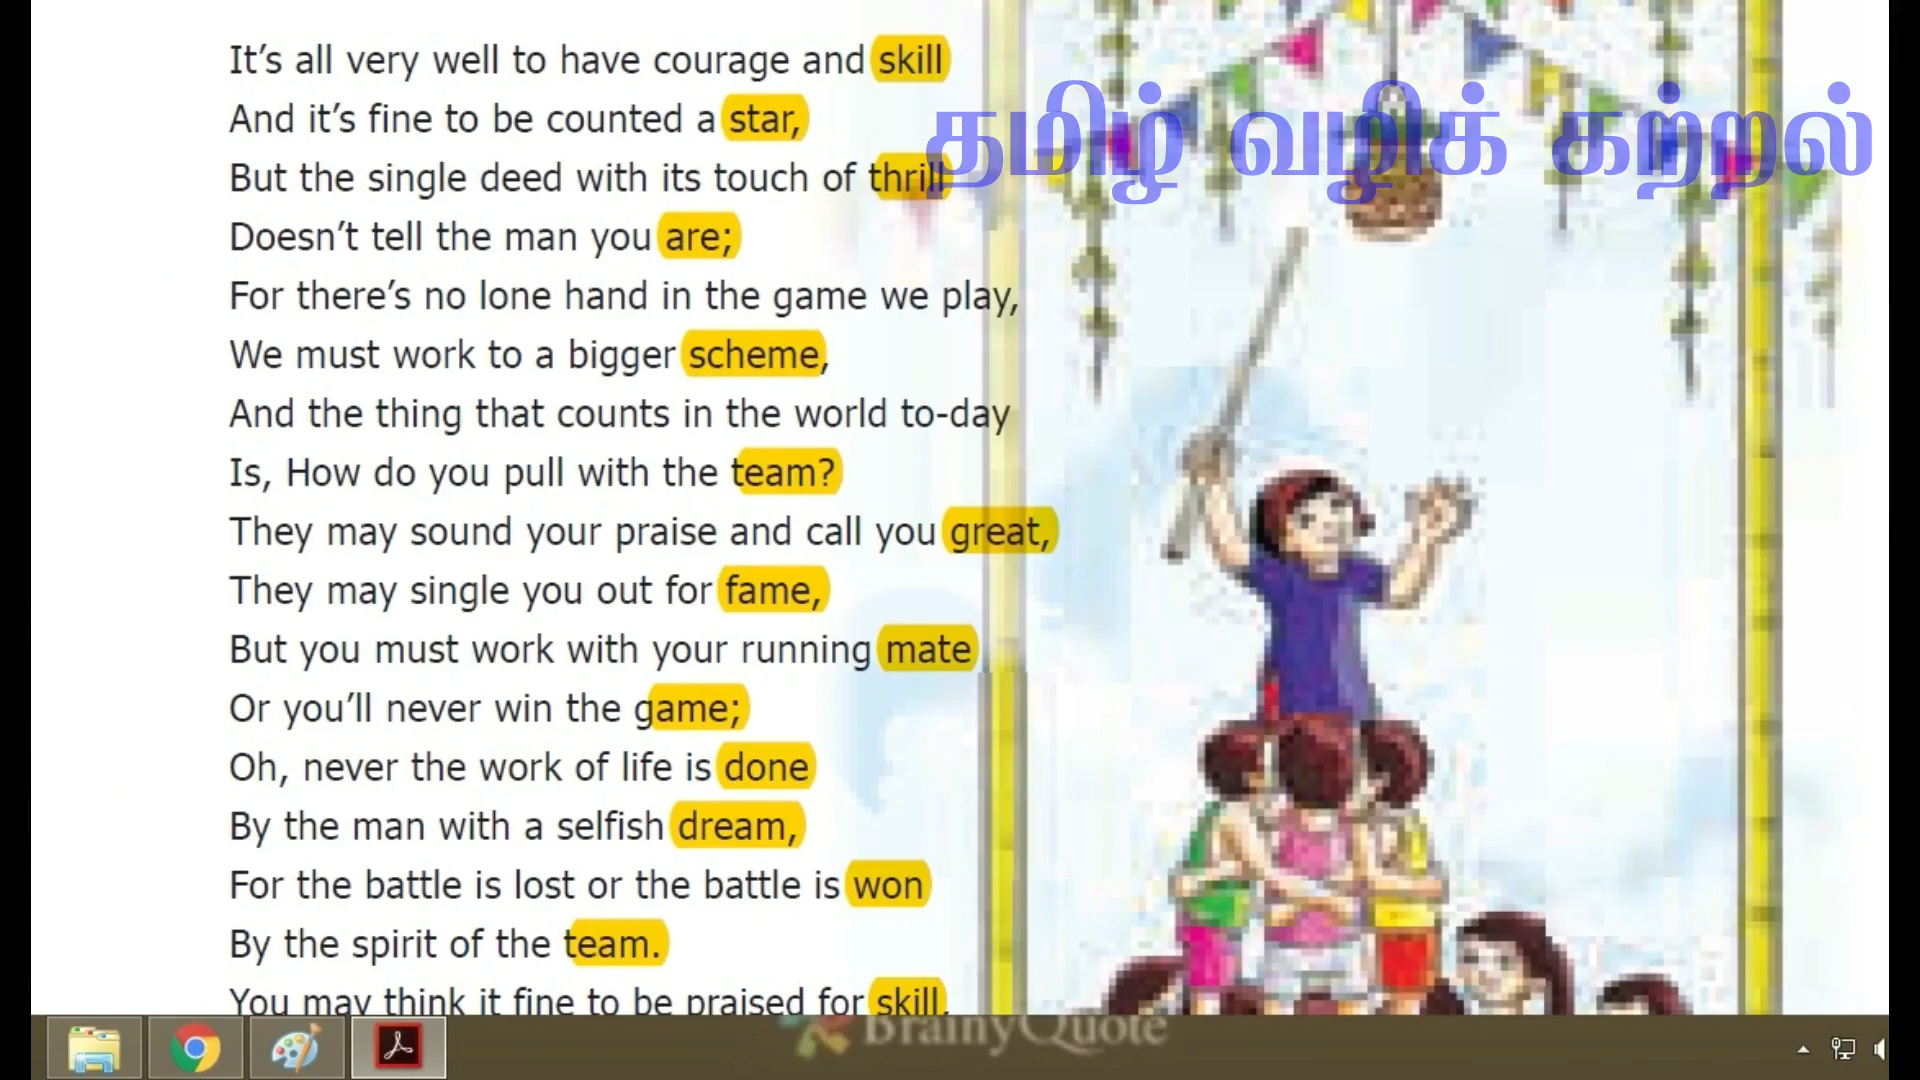 It’s all very well to have courage and skill
And it’s fine to be counted a star,
But the single deed with its touch of thrill
Doesn’t tell the man you are;
For there’s no lone hand in the game we play,
We must work to a bigger scheme,
And the thing that counts in the world to-day
Is, How do you pull with the team?
They may sound your praise and call you great,
They may single you out for fame,
But you must work with your running mate
Or you’ll never win the game;
Oh, never the work of life is done
By the man with a selfish dream,
For the battle is lost or the battle is won
By the spirit of the team.
You may think it fine to be praised for skill,
தமிழ் வழிக் கற்றல்
BrainyQuote